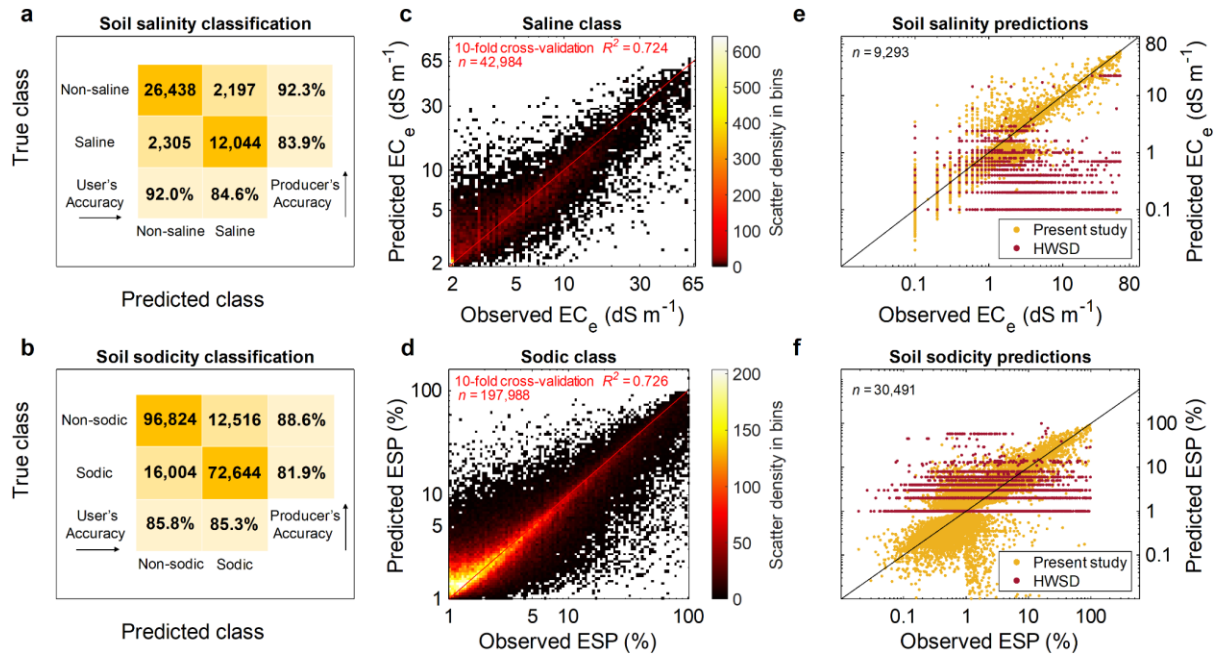 a
Soil salinity classification
True class
Non-saline
26,438
2,197
92.3%
Saline
2,305
12,044
83.9%
User's
Accuracy
92.0%
84.6%
Producer's
Accuracy
Non-saline
Saline
Predicted class
b
Soil sodicity classification
True class
Non-sodic
96,824
12,516
88.6%
Sodic
16,004
72,644
81.9%
User's
Accuracy
85.8%
85.3%
Producer's
Accuracy
Non-sodic
Sodic
Predicted class
c
Saline class
10-fold cross-validation R² = 0.724
n = 42,984
Predicted ECe (dS m⁻¹)
65
30
10
5
2
2
5
10
30
65
Observed ECe (dS m⁻¹)
Scatter density in bins
600
500
400
300
200
100
0
d
Sodic class
10-fold cross-validation R² = 0.726
n = 197,988
Predicted ESP (%)
100
10
5
1
1
5
10
100
Observed ESP (%)
Scatter density in bins
200
150
100
50
0
e
Soil salinity predictions
n = 9,293
80
10
1
0.1
Predicted ECe (dS m⁻¹)
Present study
HWSD
0.1
1
10
80
Observed ECe (dS m⁻¹)
f
Soil sodicity predictions
n = 30,491
100
10
1
0.1
Predicted ESP (%)
Present study
HWSD
0.1
1
10
100
Observed ESP (%)